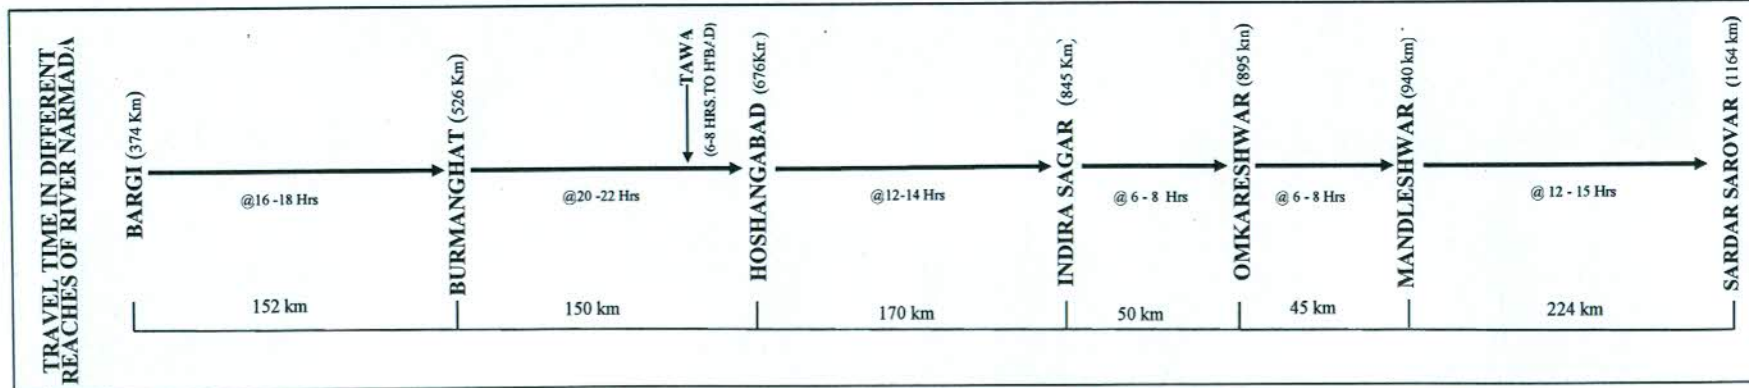 TRAVEL TIME IN DIFFERENT
REACHES OF RIVER NARMADA
BARGI (374 Km)
@16 -18 Hrs
BURMANGHAT (526 Km)
@20 -22 Hrs
TAWA
(6-8 HRS.TO H'BAD)
HOSHANGABAD (676Km)
@12-14 Hrs
INDIRA SAGAR (845 Km)
@ 6 - 8 Hrs
OMKARESHWAR (895 km)
@ 6 - 8 Hrs
MANDLESHWAR (940 km)
@ 12 - 15 Hrs
SARDAR SAROVAR (1164 km)
152 km
150 km
170 km
50 km
45 km
224 km